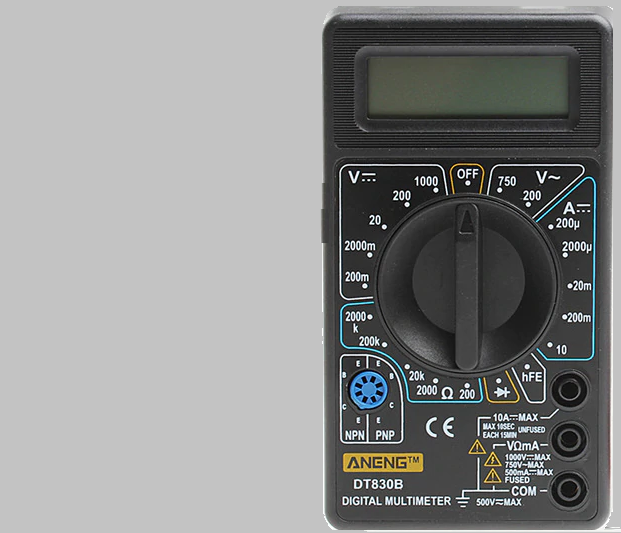 V⎓
1000
OFF
750
V~
200
200
A⎓
20
200µ
2000m
2000µ
200m
20m
2000
k
200m
200k
10
20k
2000
Ω
200
hFE
E
E
B
B
C
C
E
E
NPN
PNP
CE
10A⎓MAX
MAX 10SEC
EACH 15MIN
UNFUSED
VΩmA
1000V⎓MAX
750V~MAX
500mA⎓MAX
FUSED
ANENG™
DT830B
COM
DIGITAL MULTIMETER
500V⎓MAX